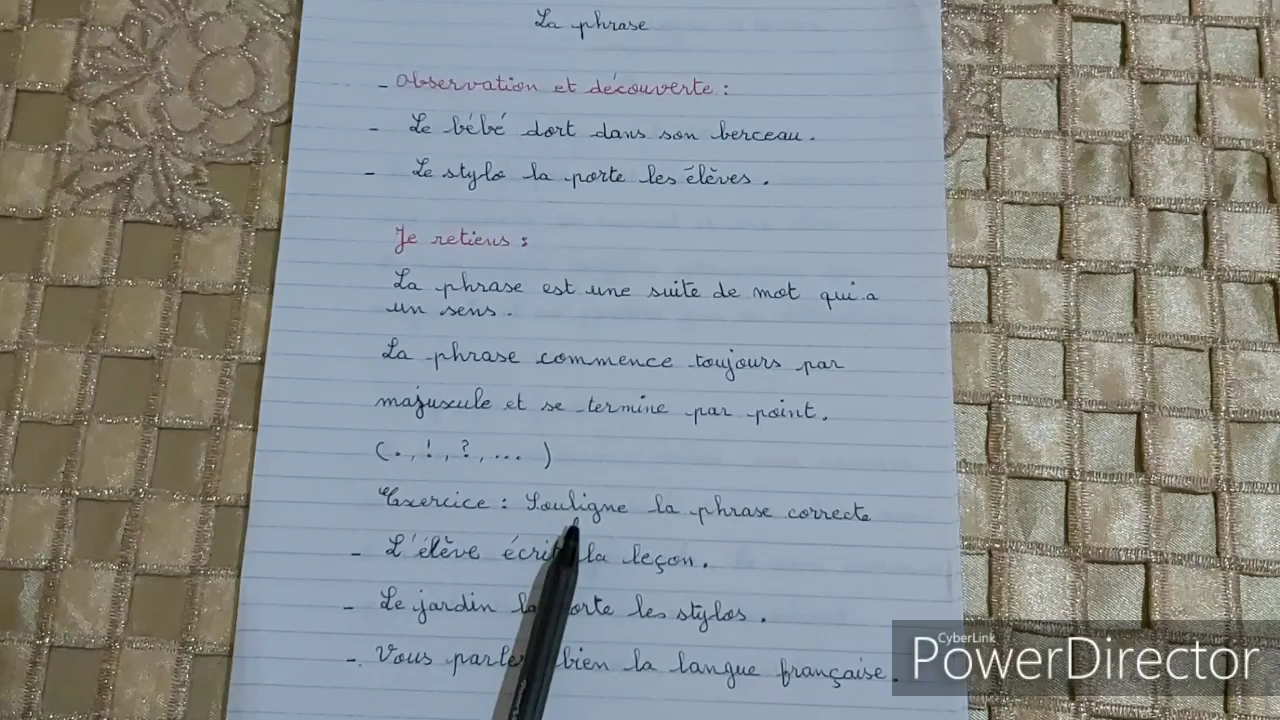 La phrase
- Observation et découverte :
- Le bébé dort dans son berceau.
- Le stylo la porte les élèves.
Je retiens :
La phrase est une suite de mot qui a
un sens.
La phrase commence toujours par
majuscule et se termine par point.
(., !, ?, ... )
Exercice : Souligne la phrase correcte
- L'élève écrit la leçon.
- Le jardin la porte les stylos.
- Vous parlez bien la langue française.
CyberLink
PowerDirector